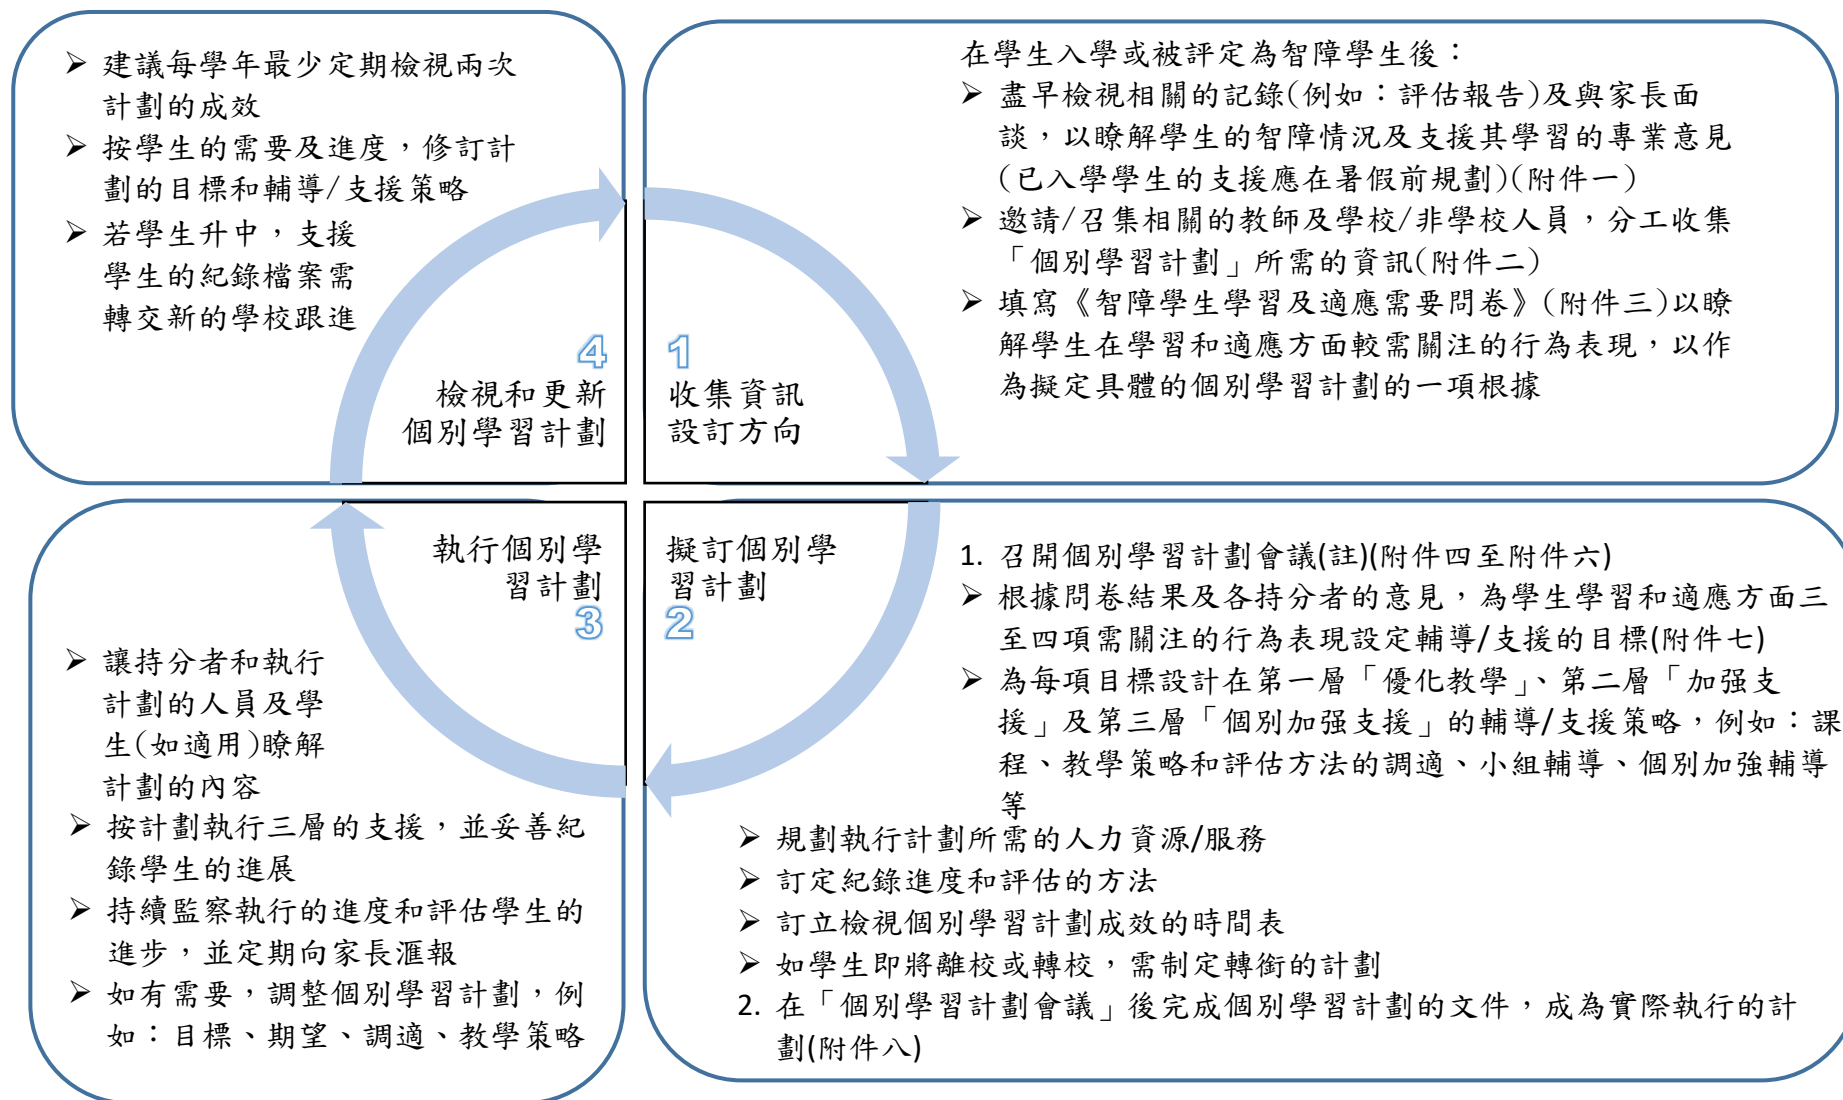 在學生入學或被評定為智障學生後：
➢ 盡早檢視相關的記錄(例如：評估報告)及與家長面
談，以瞭解學生的智障情況及支援其學習的專業意見
(已入學學生的支援應在暑假前規劃)(附件一)
➢ 邀請/召集相關的教師及學校/非學校人員，分工收集
「個別學習計劃」所需的資訊(附件二)
➢ 填寫《智障學生學習及適應需要問卷》(附件三)以瞭
解學生在學習和適應方面較需關注的行為表現，以作
為擬定具體的個別學習計劃的一項根據
1
收集資訊
設訂方向
擬訂個別學
習計劃
2
1. 召開個別學習計劃會議(註)(附件四至附件六)
➢ 根據問卷結果及各持分者的意見，為學生學習和適應方面三
至四項需關注的行為表現設定輔導/支援的目標(附件七)
➢ 為每項目標設計在第一層「優化教學」、第二層「加强支
援」及第三層「個別加强支援」的輔導/支援策略，例如：課
程、教學策略和評估方法的調適、小組輔導、個別加強輔導
等
➢ 規劃執行計劃所需的人力資源/服務
➢ 訂定紀錄進度和評估的方法
➢ 訂立檢視個別學習計劃成效的時間表
➢ 如學生即將離校或轉校，需制定轉銜的計劃
2. 在「個別學習計劃會議」後完成個別學習計劃的文件，成為實際執行的計
劃(附件八)
執行個別學
習計劃
3
➢ 讓持分者和執行
計劃的人員及學
生(如適用)瞭解
計劃的內容
➢ 按計劃執行三層的支援，並妥善紀
錄學生的進展
➢ 持續監察執行的進度和評估學生的
進步，並定期向家長滙報
➢ 如有需要，調整個別學習計劃，例
如：目標、期望、調適、教學策略
4
檢視和更新
個別學習計劃
➢ 建議每學年最少定期檢視兩次
計劃的成效
➢ 按學生的需要及進度，修訂計
劃的目標和輔導/支援策略
➢ 若學生升中，支援
學生的紀錄檔案需
轉交新的學校跟進